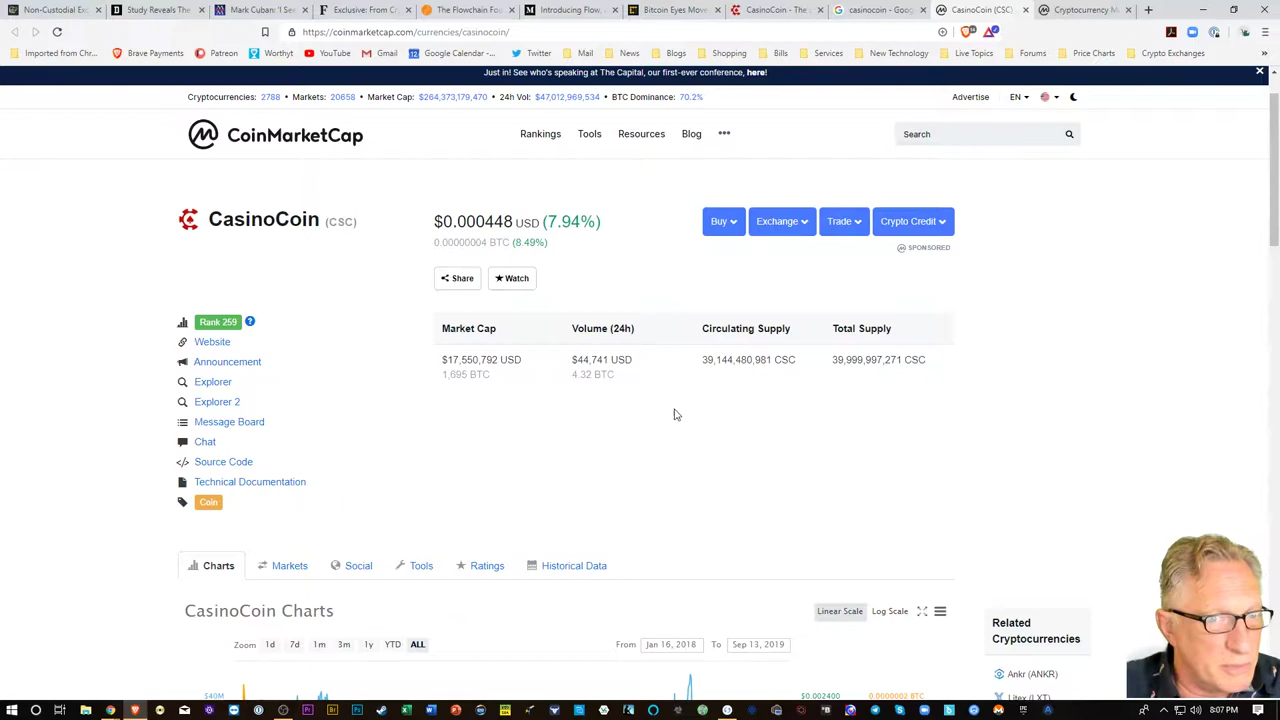 Non-Custodial Exc
Study Reveals The
Mark Cuban: 'I See
Exclusive: From Cr
The Flowchain Fou
Introducing Flow,
Bitcoin Eyes Move
CasinoCoin - The
casinocoin - Goog
CasinoCoin (CSC)
Cryptocurrency M
https://coinmarketcap.com/currencies/casinocoin/
Imported from Chr...
Brave Payments
Patreon
Worthyt
YouTube
Gmail
Google Calendar -...
Twitter
Mail
News
Blogs
Shopping
Bills
Services
New Technology
Live Topics
Forums
Price Charts
Crypto Exchanges
Just in! See who's speaking at The Capital, our first-ever conference, here!
Cryptocurrencies: 2788 • Markets: 20658 • Market Cap: $264,373,179,470 • 24h Vol: $47,012,969,534 • BTC Dominance: 70.2%
Advertise EN
CoinMarketCap
Rankings Tools Resources Blog •••
Search
CasinoCoin (CSC)
$0.000448 USD (7.94%)
0.00000004 BTC (8.49%)
Buy Exchange Trade Crypto Credit
SPONSORED
Share Watch
Rank 259
Website
Announcement
Explorer
Explorer 2
Message Board
Chat
Source Code
Technical Documentation
Coin
Market Cap Volume (24h) Circulating Supply Total Supply
$17,550,792 USD $44,741 USD 39,144,480,981 CSC 39,999,997,271 CSC
1,695 BTC 4.32 BTC
Charts Markets Social Tools Ratings Historical Data
CasinoCoin Charts
Linear Scale Log Scale
Zoom 1d 7d 1m 3m 1y YTD ALL
From Jan 16, 2018 To Sep 13, 2019
$40M
$0.002400 0.0000002 BTC
Related
Cryptocurrencies
Ankr (ANKR)
Litex (LXT)
8:07 PM